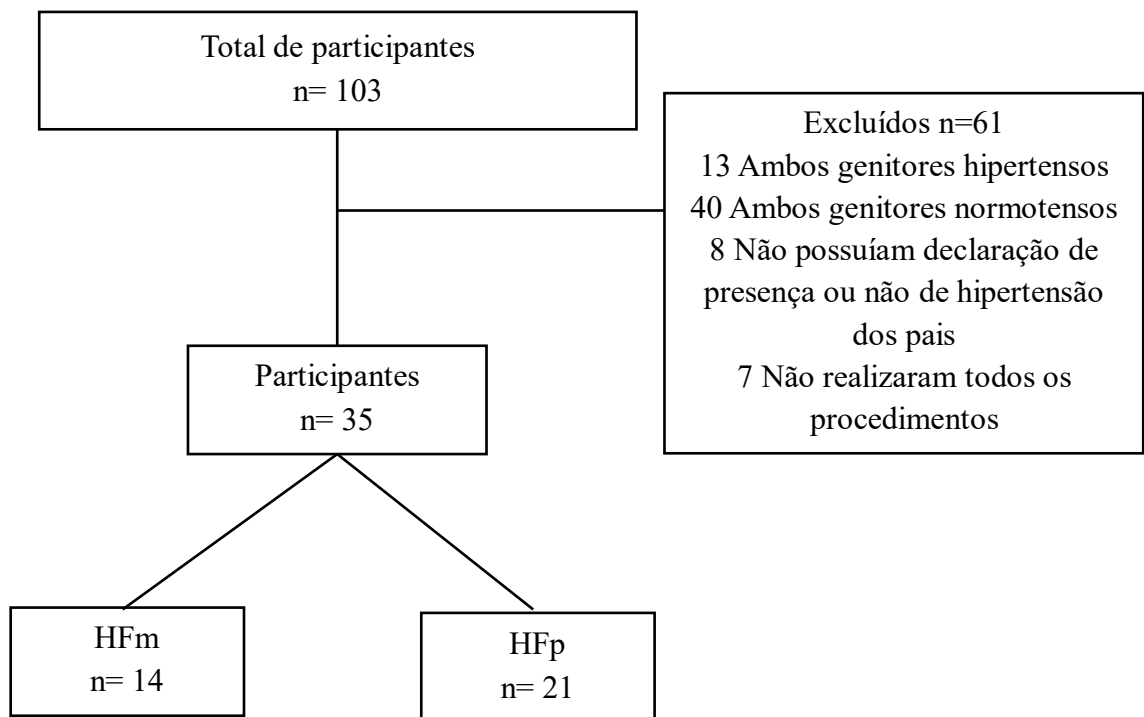 Total de participantes
n= 103
Excluídos n=61
13 Ambos genitores hipertensos
40 Ambos genitores normotensos
8 Não possuíam declaração de
presença ou não de hipertensão
dos pais
7 Não realizaram todos os
procedimentos
Participantes
n= 35
HFm
n= 14
HFp
n= 21